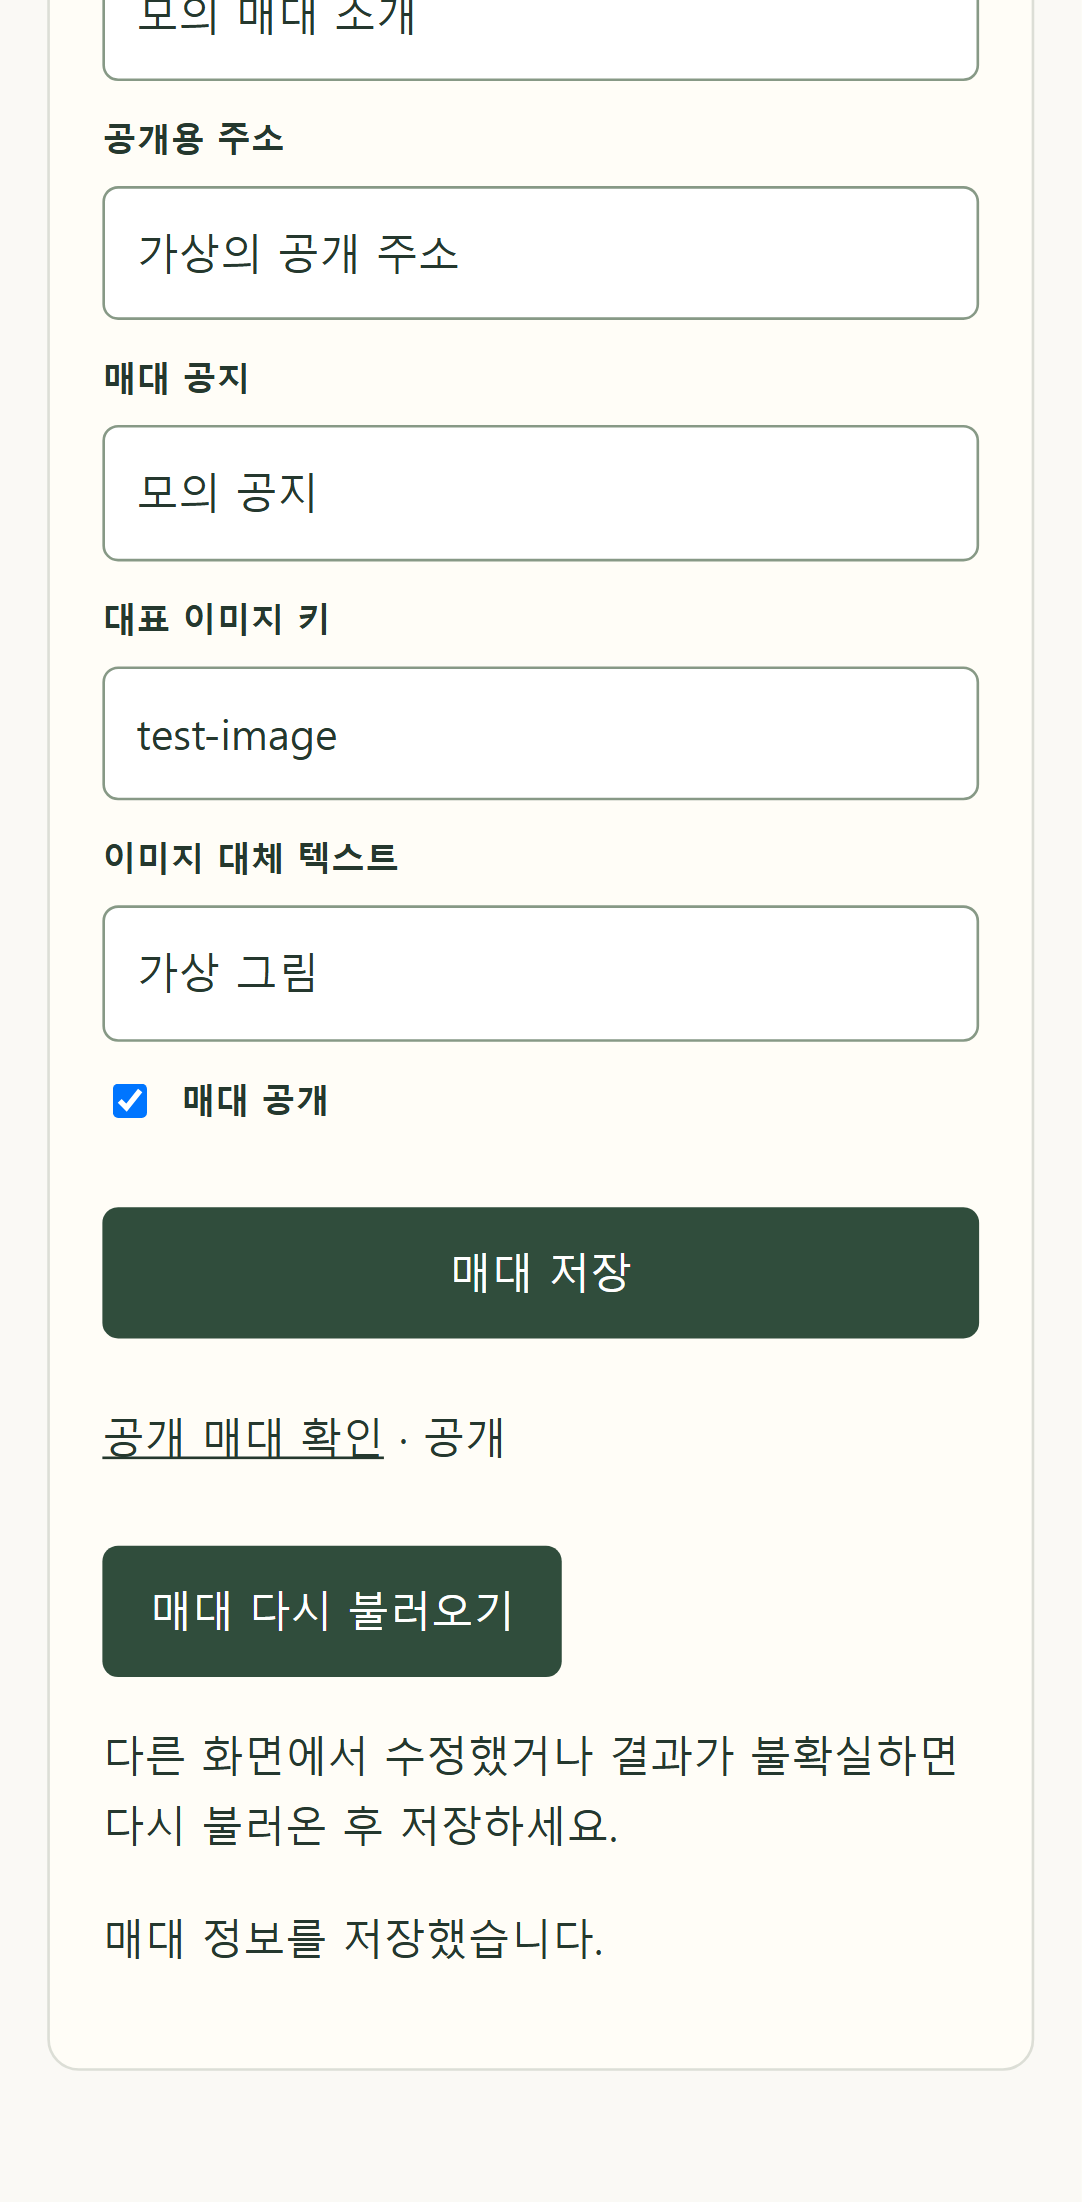 모의 매대 소개
공개용 주소
가상의 공개 주소
매대 공지
모의 공지
대표 이미지 키
test-image
이미지 대체 텍스트
가상 그림
매대 공개
매대 저장
공개 매대 확인 · 공개
매대 다시 불러오기
다른 화면에서 수정했거나 결과가 불확실하면
다시 불러온 후 저장하세요.
매대 정보를 저장했습니다.